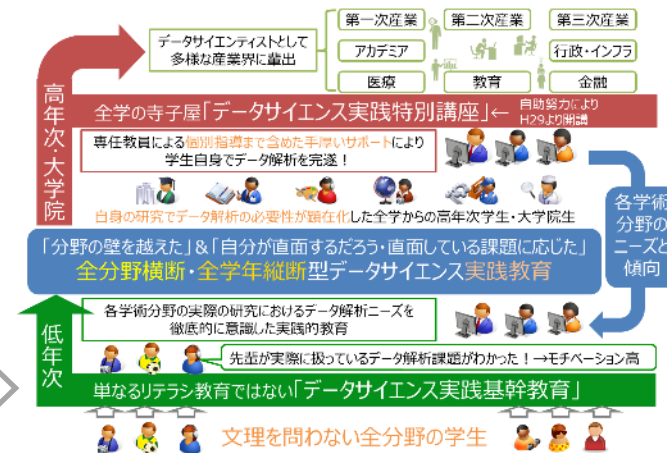 第一次産業
第二次産業
第三次産業
データサイエンティストとして
多様な産業界に輩出
アカデミア
行政・インフラ
医療
教育
金融
高年次・大学院
全学の寺子屋「データサイエンス実践特別講座」←
自助努力により
H29より開講
専任教員による個別指導まで含めた手厚いサポートにより
学生自身でデータ解析を完遂！
自身の研究でデータ解析の必要性が顕在化した全学からの高年次学生・大学院生
各学術
分野の
ニーズと
傾向
「分野の壁を越えた」&「自分が直面するだろう・直面している課題に応じた」
全分野横断・全学年縦断型データサイエンス実践教育
各学術分野の実際の研究におけるデータ解析ニーズを
徹底的に意識した実践的教育
低年次
先輩が実際に扱っているデータ解析課題がわかった！→モチベーション高
単なるリテラシ教育ではない「データサイエンス実践基幹教育」
文理を問わない全分野の学生